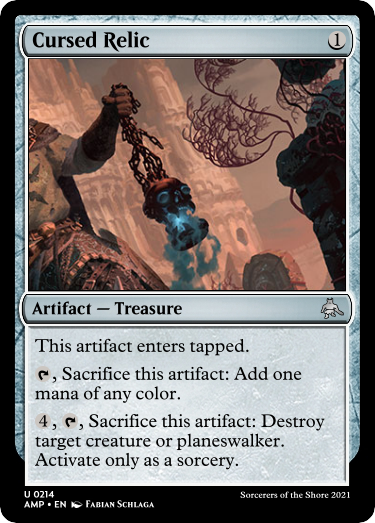 Cursed Relic 1
Artifact — Treasure
This artifact enters tapped.
, Sacrifice this artifact: Add one
mana of any color.
4, , Sacrifice this artifact: Destroy
target creature or planeswalker.
Activate only as a sorcery.
U 0214
AMP • EN Fabian Schlaga
Sorcerers of the Shore 2021